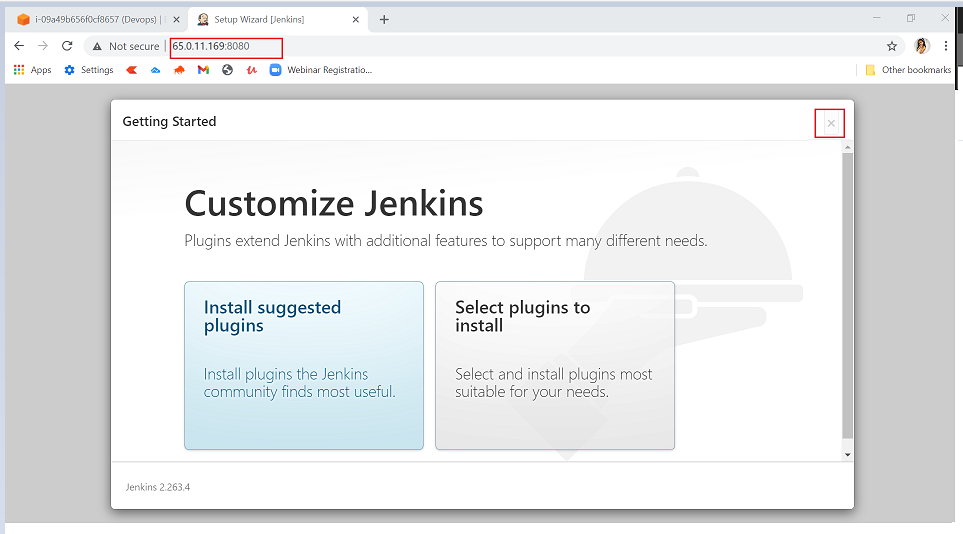 i-09a49b656f0cf8657 (Devops) |
Setup Wizard [Jenkins]
Not secure | 65.0.11.169:8080
Apps
Settings
Webinar Registratio...
Other bookmarks
Getting Started
Customize Jenkins
Plugins extend Jenkins with additional features to support many different needs.
Install suggested
plugins
Install plugins the Jenkins
community finds most useful.
Select plugins to
install
Select and install plugins most
suitable for your needs.
Jenkins 2.263.4